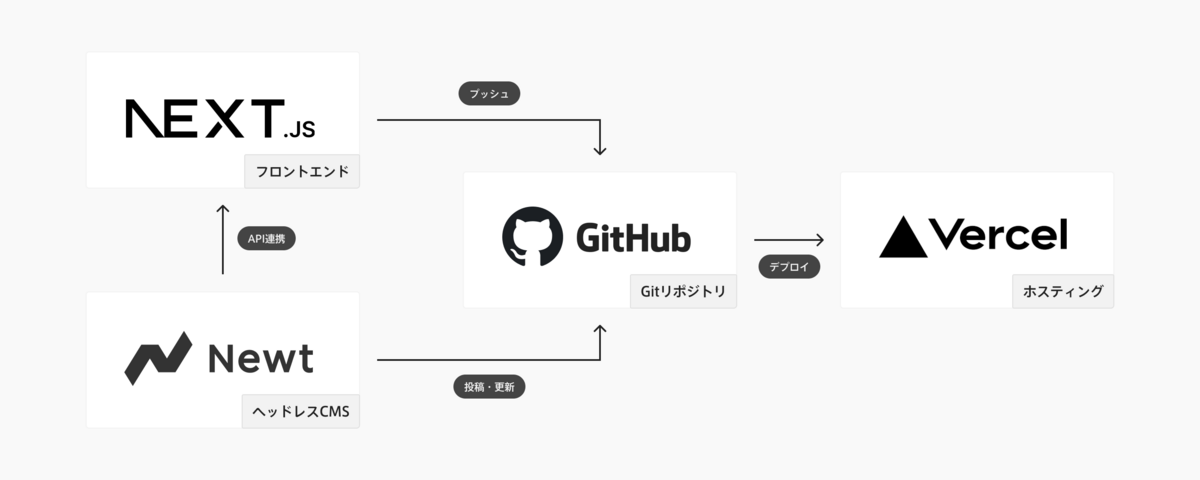 NEXT.JS
フロントエンド
プッシュ
API連携
GitHub
Gitリポジトリ
デプロイ
Vercel
ホスティング
Newt
ヘッドレスCMS
投稿・更新